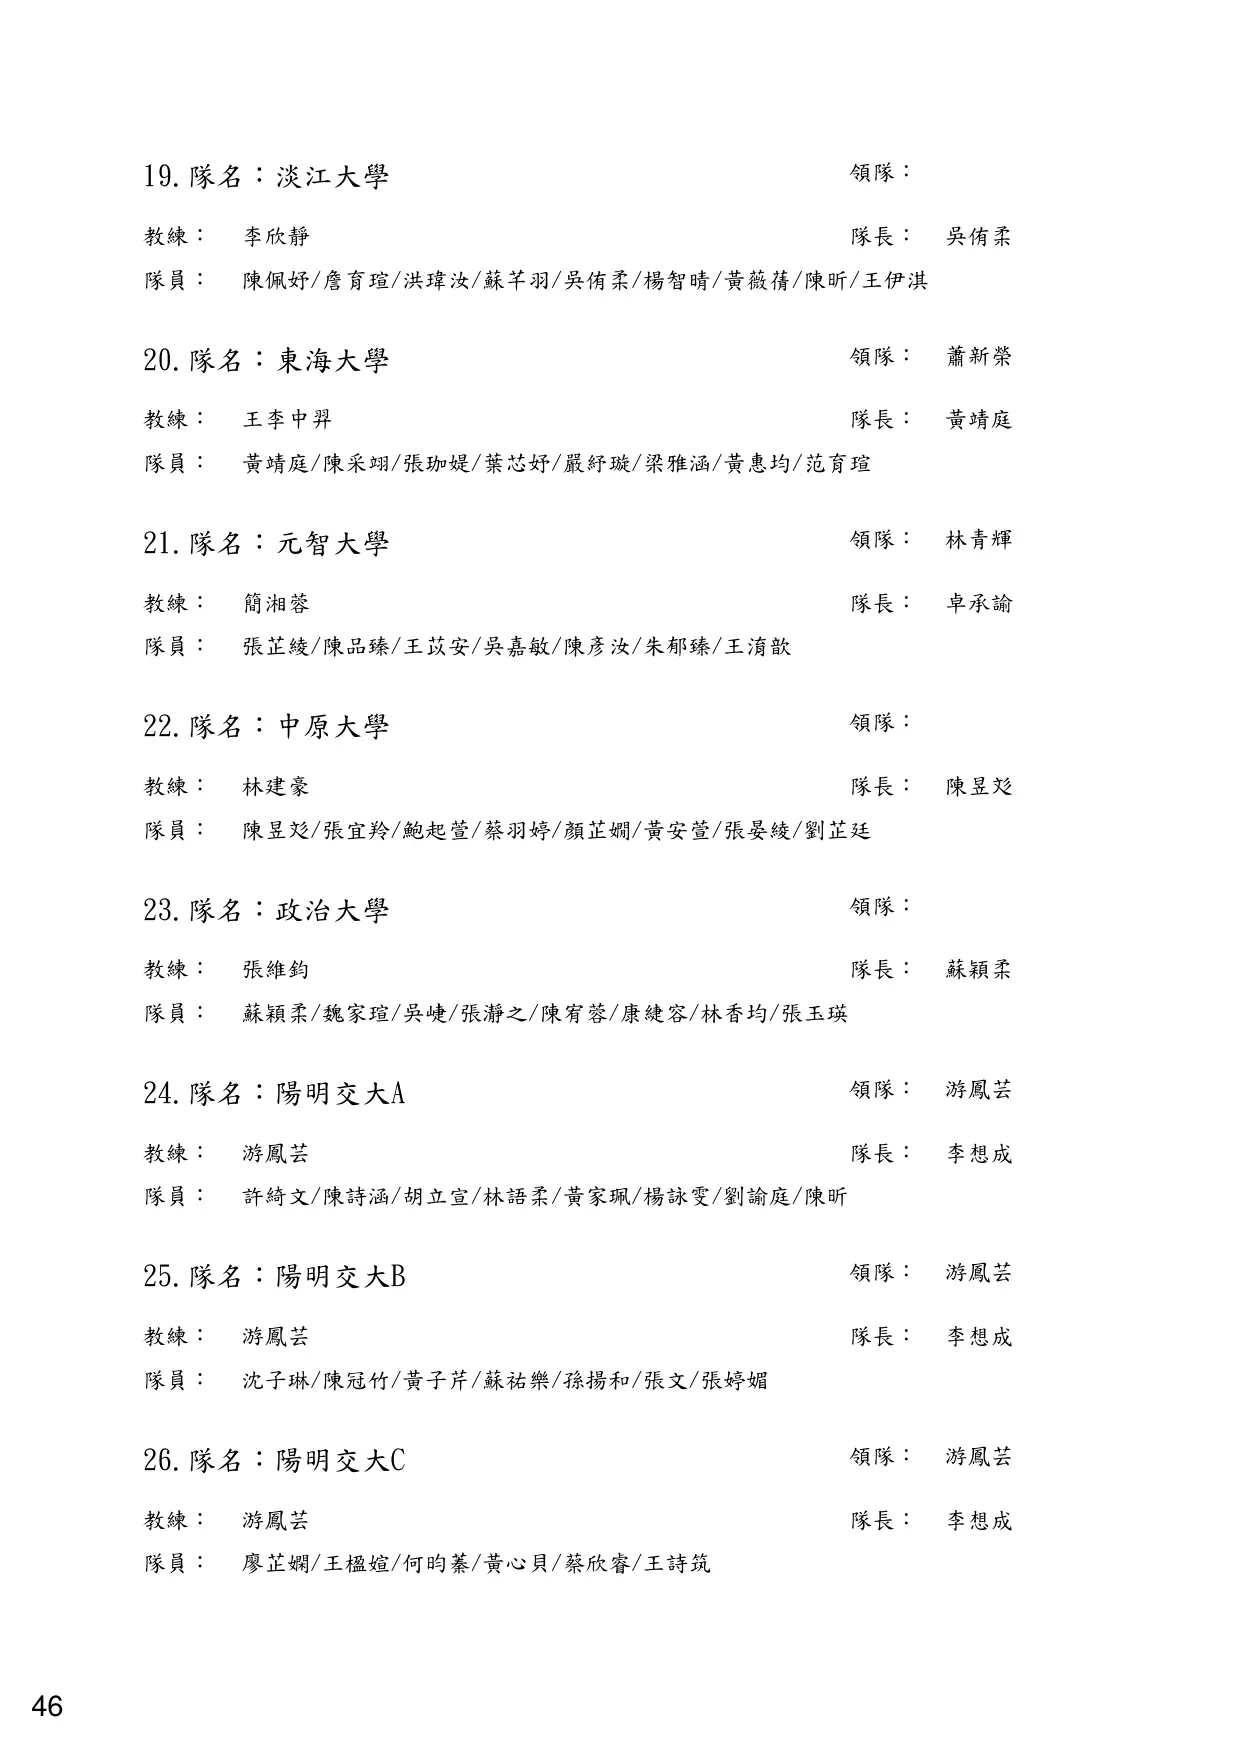 19.隊名：淡江大學 領隊：
教練： 李欣靜 隊長： 吳侑柔
隊員： 陳佩妤/詹育瑄/洪瑋汝/蘇芊羽/吳侑柔/楊智晴/黃薇蒨/陳昕/王伊淇
20.隊名：東海大學 領隊： 蕭新榮
教練： 王李中羿 隊長： 黃靖庭
隊員： 黃靖庭/陳采翊/張珈媞/葉芯妤/嚴紓璇/梁雅涵/黃惠均/范育瑄
21.隊名：元智大學 領隊： 林青輝
教練： 簡湘蓉 隊長： 卓承諭
隊員： 張芷綾/陳品臻/王苡安/吳嘉敏/陳彥汝/朱郁臻/王淯歆
22.隊名：中原大學 領隊：
教練： 林建豪 隊長： 陳昱彣
隊員： 陳昱彣/張宜羚/鮑起萱/蔡羽婷/顏芷嫺/黃安萱/張晏綾/劉芷廷
23.隊名：政治大學 領隊：
教練： 張維鈞 隊長： 蘇穎柔
隊員： 蘇穎柔/魏家瑄/吳崨/張瀞之/陳宥蓉/康緁容/林香均/張玉瑛
24.隊名：陽明交大A 領隊： 游鳳芸
教練： 游鳳芸 隊長： 李想成
隊員： 許綺文/陳詩涵/胡立宣/林語柔/黃家珮/楊詠雯/劉諭庭/陳昕
25.隊名：陽明交大B 領隊： 游鳳芸
教練： 游鳳芸 隊長： 李想成
隊員： 沈子琳/陳冠竹/黃子芹/蘇祐樂/孫揚和/張文/張婷媚
26.隊名：陽明交大C 領隊： 游鳳芸
教練： 游鳳芸 隊長： 李想成
隊員： 廖芷嫻/王楹媗/何昀蓁/黃心貝/蔡欣睿/王詩筑
46